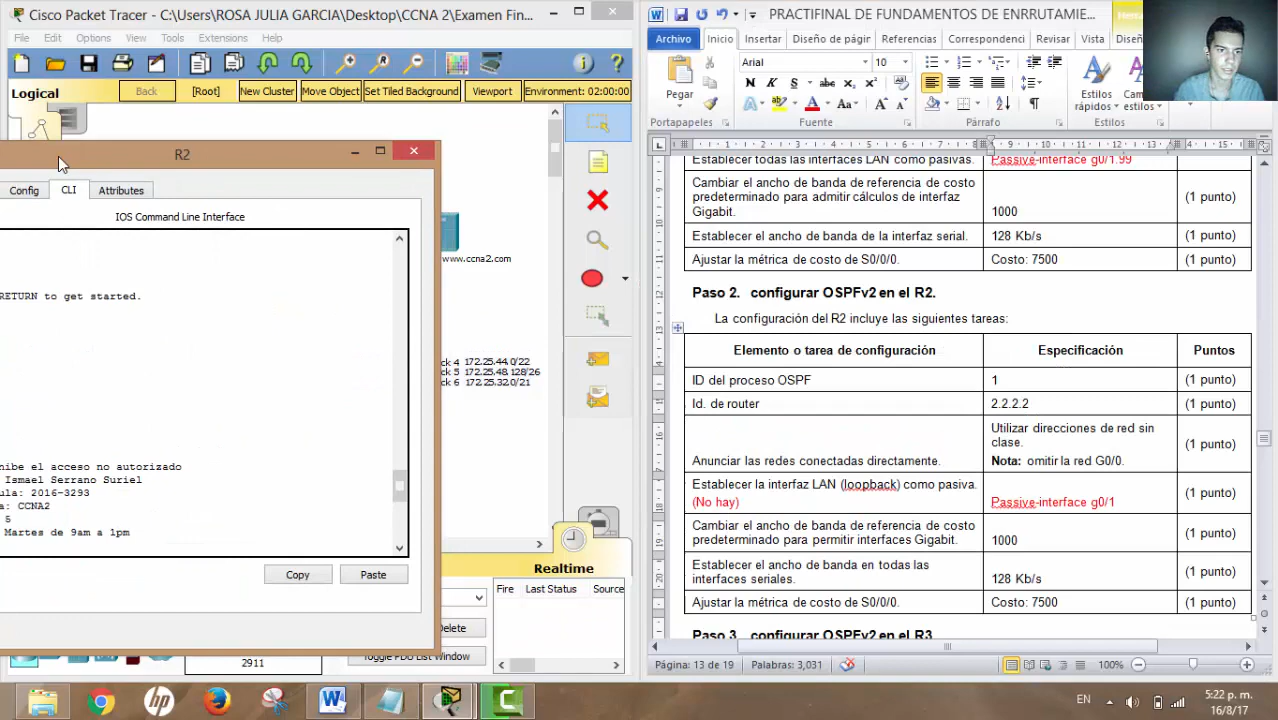 Cisco Packet Tracer - C:\Users\ROSA JULIA GARCIA\Desktop\CCNA 2\Examen Fin...
File Edit Options View Tools Extensions Help
Logical Back [Root] New Cluster Move Object Set Tiled Background Viewport Environment: 02:00:00
R2
Config CLI Attributes
IOS Command Line Interface
RETURN to get started.
hibe el acceso no autorizado
Ismael Serrano Suriel
ula: 2016-3293
a: CCNA2
5
Martes de 9am a 1pm
Copy Paste
www.ccna2.com
ck 4 172.25.44.0/22
ck 5 172.25.48.128/26
ck 6 172.25.32.0/21
Realtime
Fire Last Status Source
Delete
Toggle PDU List Window
2911
PRACTIFINAL DE FUNDAMENTOS DE ENRRUTAMIE...
Archivo Inicio Insertar Diseño de págir Referencias Correspondenci Revisar Vista
Arial 10
Pegar
N K S abc x₂ x²
Estilos rápidos
Portapapeles Fuente Párrafo
Establecer todas las interfaces LAN como pasivas. Passive-interface g0/1.99
Cambiar el ancho de banda de referencia de costo
predeterminado para admitir cálculos de interfaz
Gigabit. 1000 (1 punto)
Establecer el ancho de banda de la interfaz serial. 128 Kb/s (1 punto)
Ajustar la métrica de costo de S0/0/0. Costo: 7500 (1 punto)
Paso 2. configurar OSPFv2 en el R2.
La configuración del R2 incluye las siguientes tareas:
Elemento o tarea de configuración Especificación Puntos
ID del proceso OSPF 1 (1 punto)
Id. de router 2.2.2.2 (1 punto)
Anunciar las redes conectadas directamente. Utilizar direcciones de red sin
clase.
Nota: omitir la red G0/0. (1 punto)
Establecer la interfaz LAN (loopback) como pasiva.
(No hay) Passive-interface g0/1 (1 punto)
Cambiar el ancho de banda de referencia de costo
predeterminado para permitir interfaces Gigabit. 1000 (1 punto)
Establecer el ancho de banda en todas las
interfaces seriales. 128 Kb/s (1 punto)
Ajustar la métrica de costo de S0/0/0. Costo: 7500 (1 punto)
Paso 3. configurar OSPFv2 en el R3
Página: 13 de 19 Palabras: 3,031 100%
EN 5:22 p. m.
16/8/17